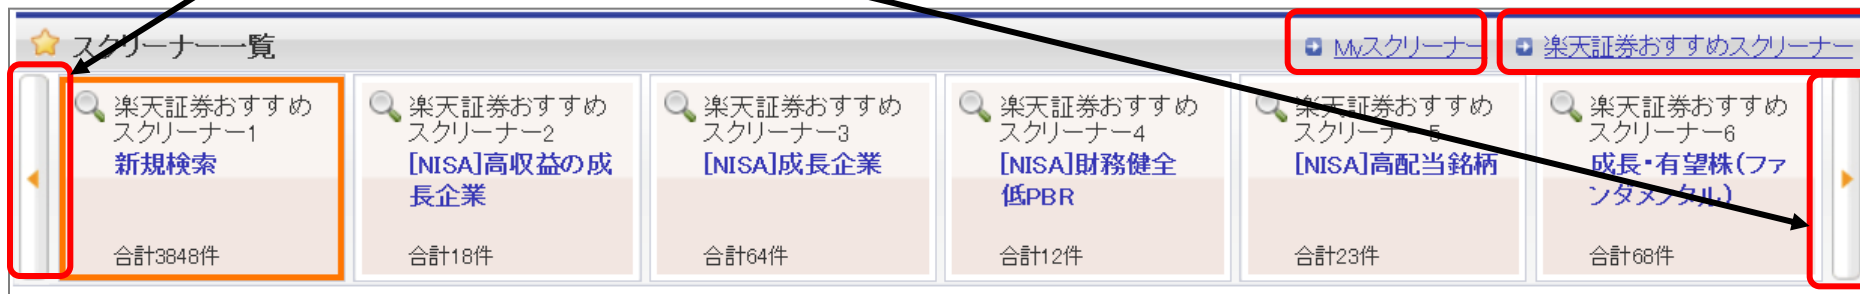 スクリーナー一覧
Myスクリーナー
楽天証券おすすめスクリーナー
楽天証券おすすめ
スクリーナー1
新規検索
合計3848件
楽天証券おすすめ
スクリーナー2
[NISA]高収益の成
長企業
合計18件
楽天証券おすすめ
スクリーナー3
[NISA]成長企業
合計64件
楽天証券おすすめ
スクリーナー4
[NISA]財務健全
低PBR
合計12件
楽天証券おすすめ
スクリーナー5
[NISA]高配当銘柄
合計23件
楽天証券おすすめ
スクリーナー6
成長・有望株(ファ
ンダメンタル)
合計68件